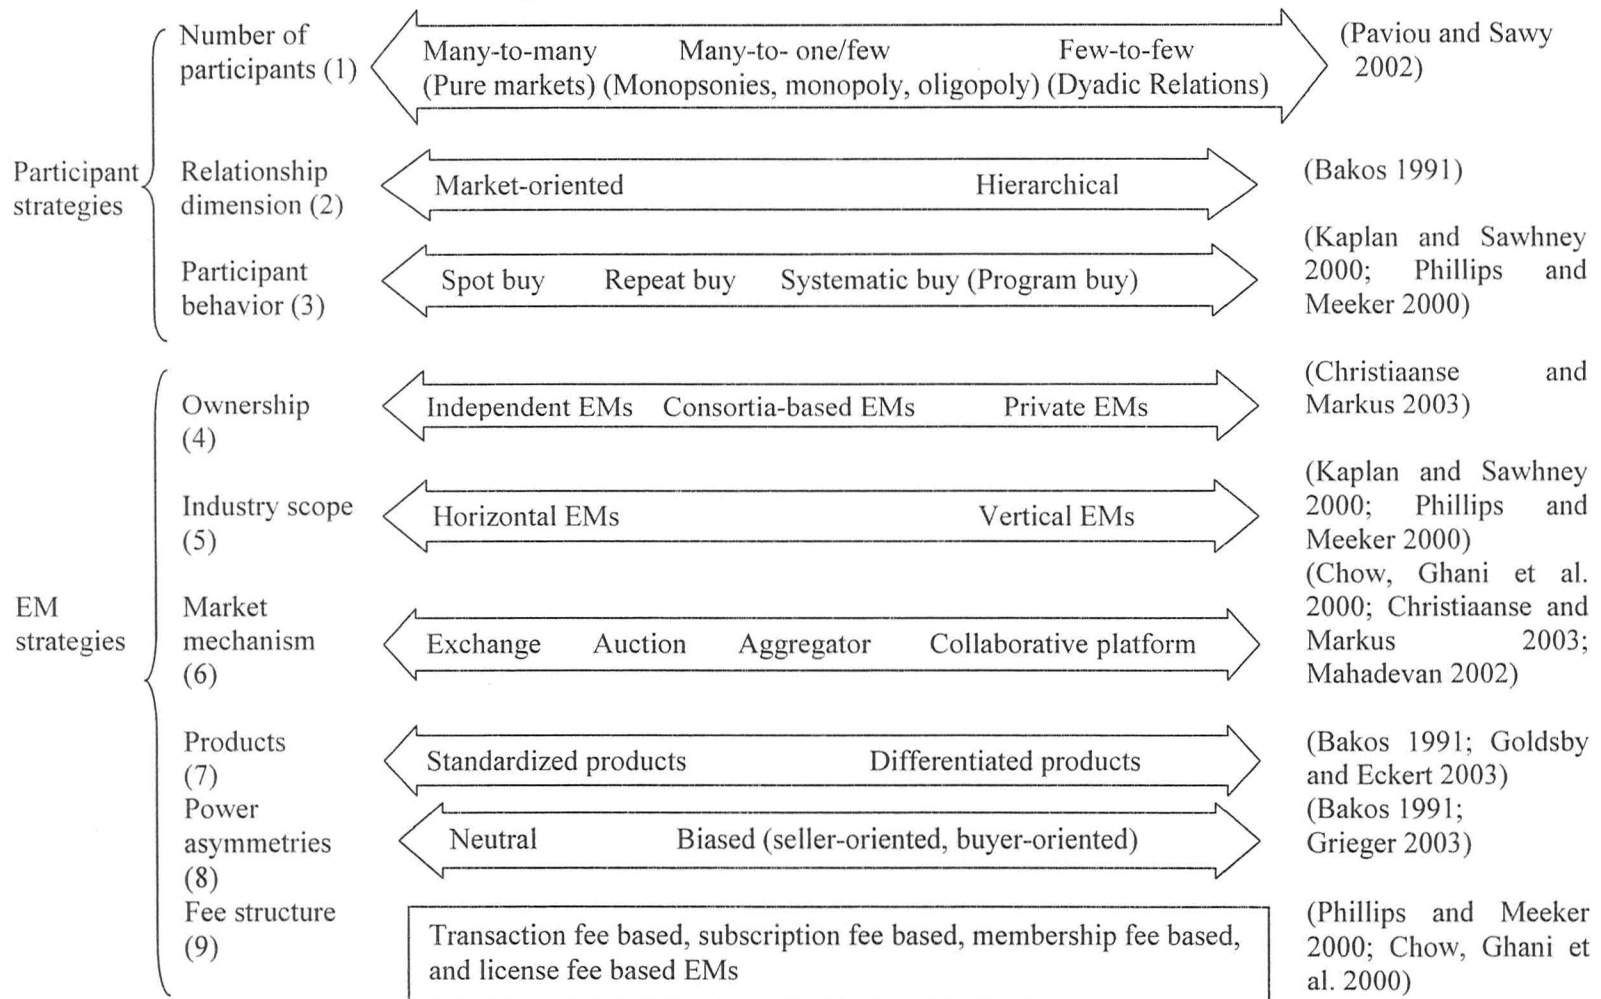 Participant
strategies
Number of
participants (1)
Many-to-many Many-to- one/few Few-to-few
(Pure markets) (Monopsonies, monopoly, oligopoly) (Dyadic Relations)
(Paviou and Sawy
2002)
Relationship
dimension (2)
Market-oriented Hierarchical
(Bakos 1991)
Participant
behavior (3)
Spot buy Repeat buy Systematic buy (Program buy)
(Kaplan and Sawhney
2000; Phillips and
Meeker 2000)
EM
strategies
Ownership
(4)
Independent EMs Consortia-based EMs Private EMs
(Christiaanse and
Markus 2003)
Industry scope
(5)
Horizontal EMs Vertical EMs
(Kaplan and Sawhney
2000; Phillips and
Meeker 2000)
Market
mechanism
(6)
Exchange Auction Aggregator Collaborative platform
(Chow, Ghani et al.
2000; Christiaanse and
Markus 2003;
Mahadevan 2002)
Products
(7)
Standardized products Differentiated products
(Bakos 1991; Goldsby
and Eckert 2003)
Power
asymmetries
(8)
Neutral Biased (seller-oriented, buyer-oriented)
(Bakos 1991;
Grieger 2003)
Fee structure
(9)
Transaction fee based, subscription fee based, membership fee based,
and license fee based EMs
(Phillips and Meeker
2000; Chow, Ghani et
al. 2000)